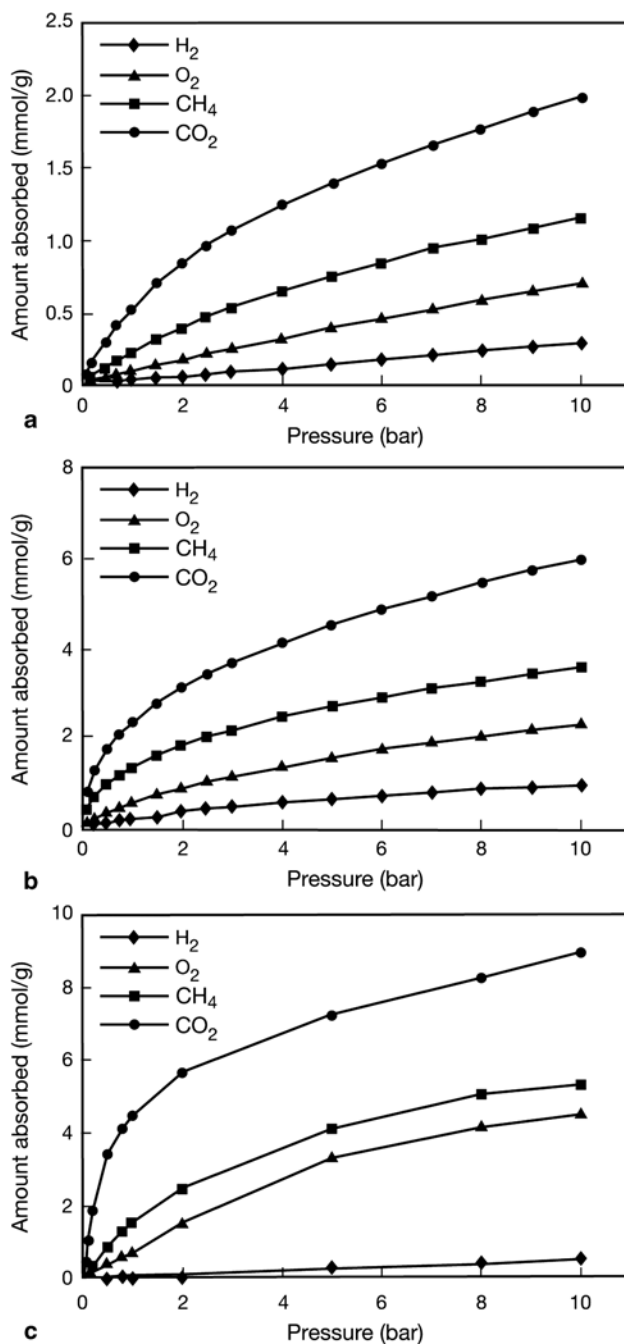 2.5
H2
O2
CH4
CO2
2.0
1.5
1.0
0.5
0
Amount absorbed (mmol/g)
0 2 4 6 8 10
Pressure (bar)
a
8
H2
O2
CH4
CO2
6
4
2
0
Amount absorbed (mmol/g)
0 2 4 6 8 10
Pressure (bar)
b
10
H2
O2
CH4
CO2
8
6
4
2
0
Amount absorbed (mmol/g)
0 2 4 6 8 10
Pressure (bar)
c